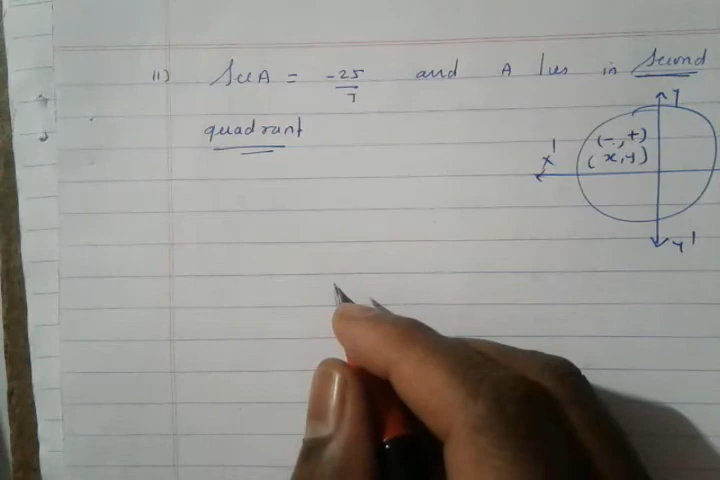 11) SecA = -25/7 and A lies in Second
quadrant
y
(-, +)
x' (x, y)
y'